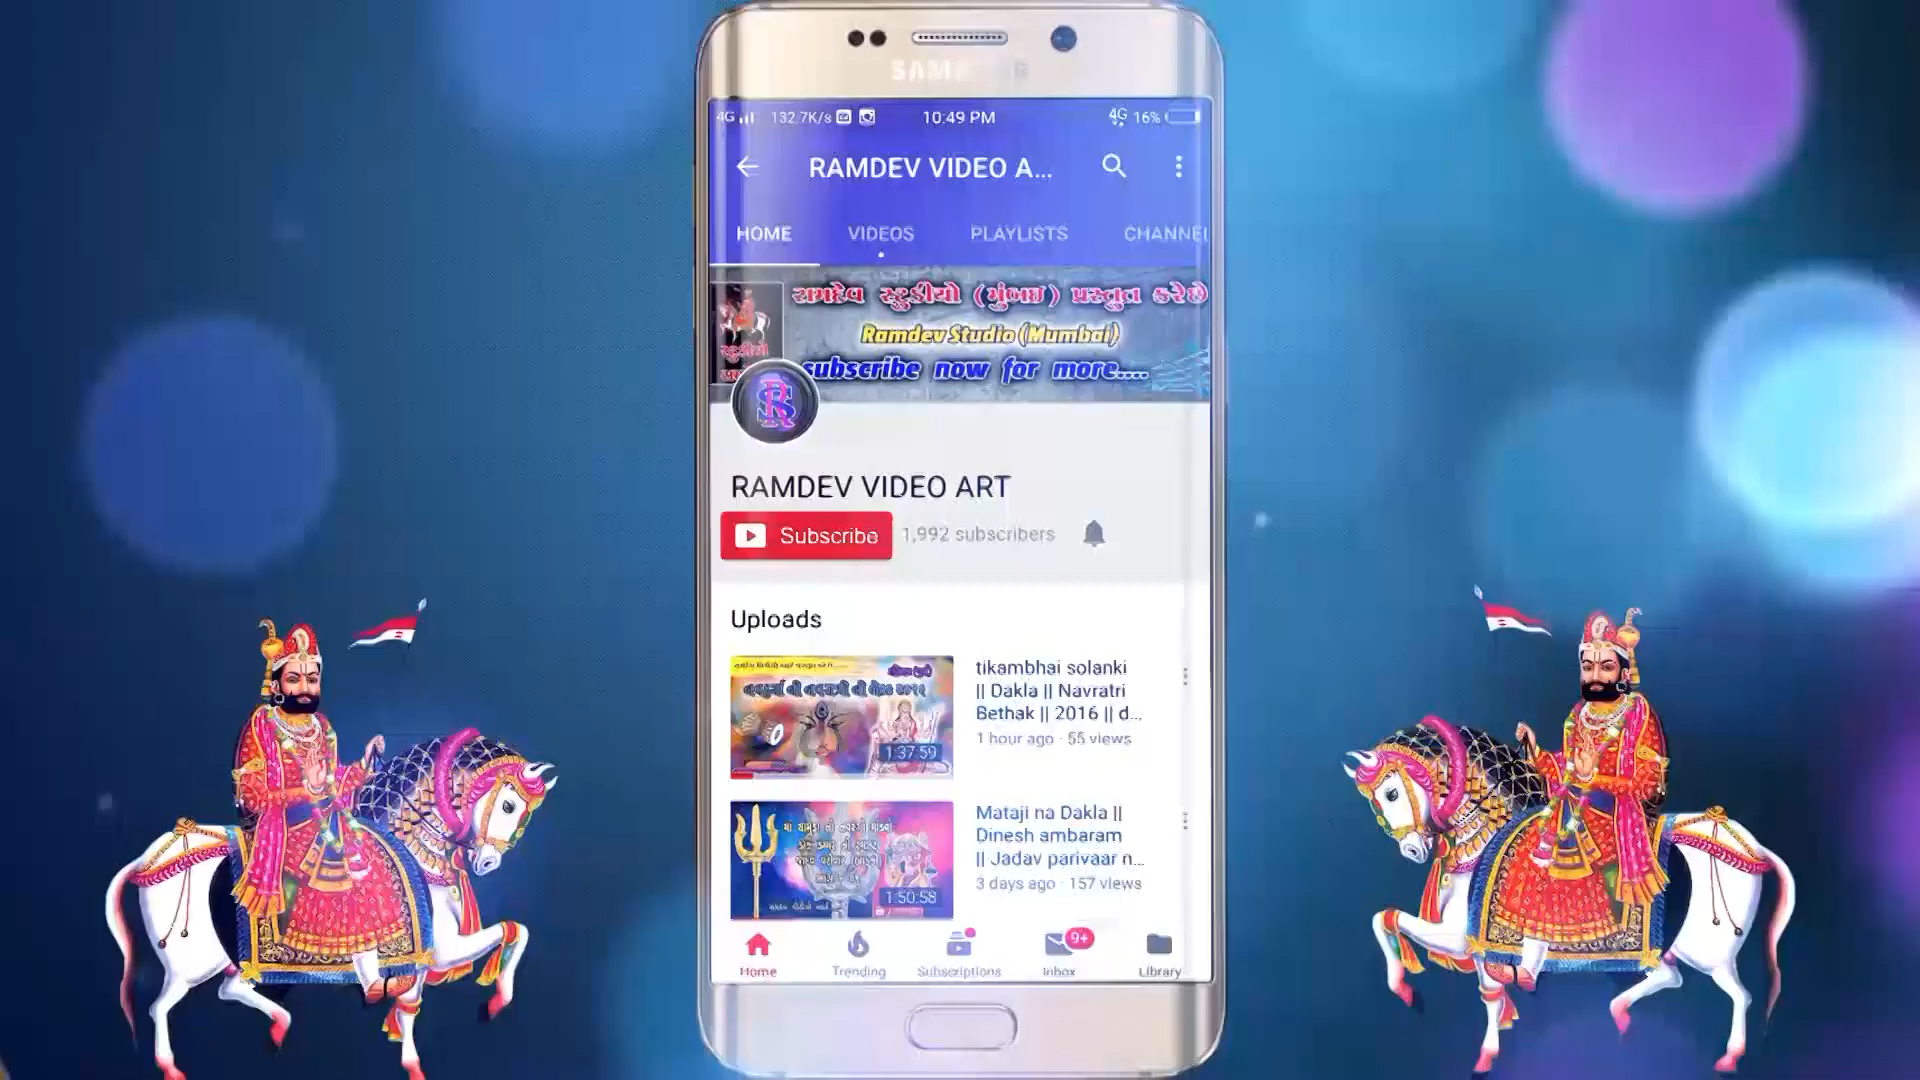 SAM
4G 132.7K/s 10:49 PM 4G 16%
RAMDEV VIDEO A...
HOME VIDEOS PLAYLISTS CHANNEL
રામદેવ સ્ટુડીયો (મુંબઇ) પ્રસ્તુત કરેછે
Ramdev Studio (Mumbai)
subscribe now for more....
સ્ટુડીયો
RS
RAMDEV VIDEO ART
Subscribe 1,992 subscribers
Uploads
1:37:59
tikambhai solanki
|| Dakla || Navratri
Bethak || 2016 || d...
1 hour ago · 55 views
1:50:58
Mataji na Dakla ||
Dinesh ambaram
|| Jadav parivaar n...
3 days ago · 157 views
9+
Home Trending Subscriptions Inbox Library